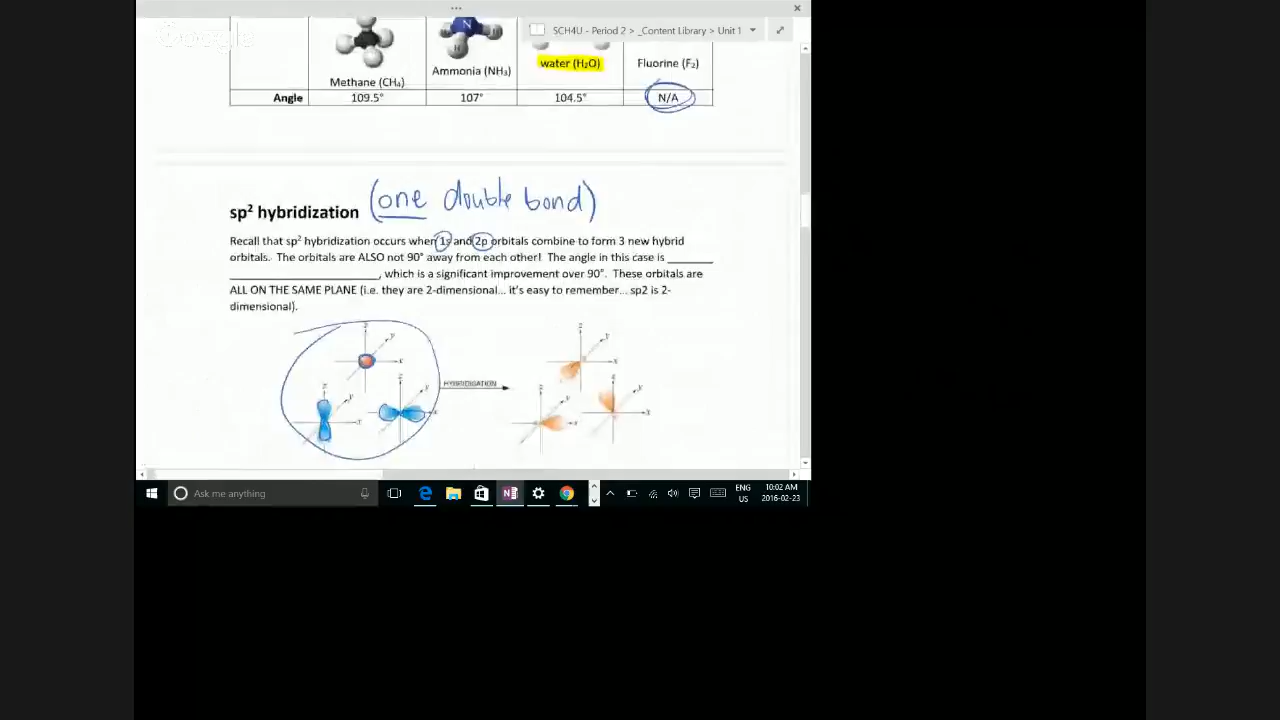 Google
SCH4U - Period 2 > _Content Library > Unit 1
N
H
H
H
water (H₂O)
Fluorine (F₂)
Ammonia (NH₃)
Methane (CH₄)
Angle 109.5° 107° 104.5° N/A
sp² hybridization (one double bond)
Recall that sp² hybridization occurs when 1s and 2p orbitals combine to form 3 new hybrid
orbitals. The orbitals are ALSO not 90° away from each other! The angle in this case is ______
____________________, which is a significant improvement over 90°. These orbitals are
ALL ON THE SAME PLANE (i.e. they are 2-dimensional... it's easy to remember... sp2 is 2-
dimensional).
z y x
z y x
z y x
HYBRIDISATION
z y x
z y x
z y x
Ask me anything
ENG
US
10:02 AM
2016-02-23